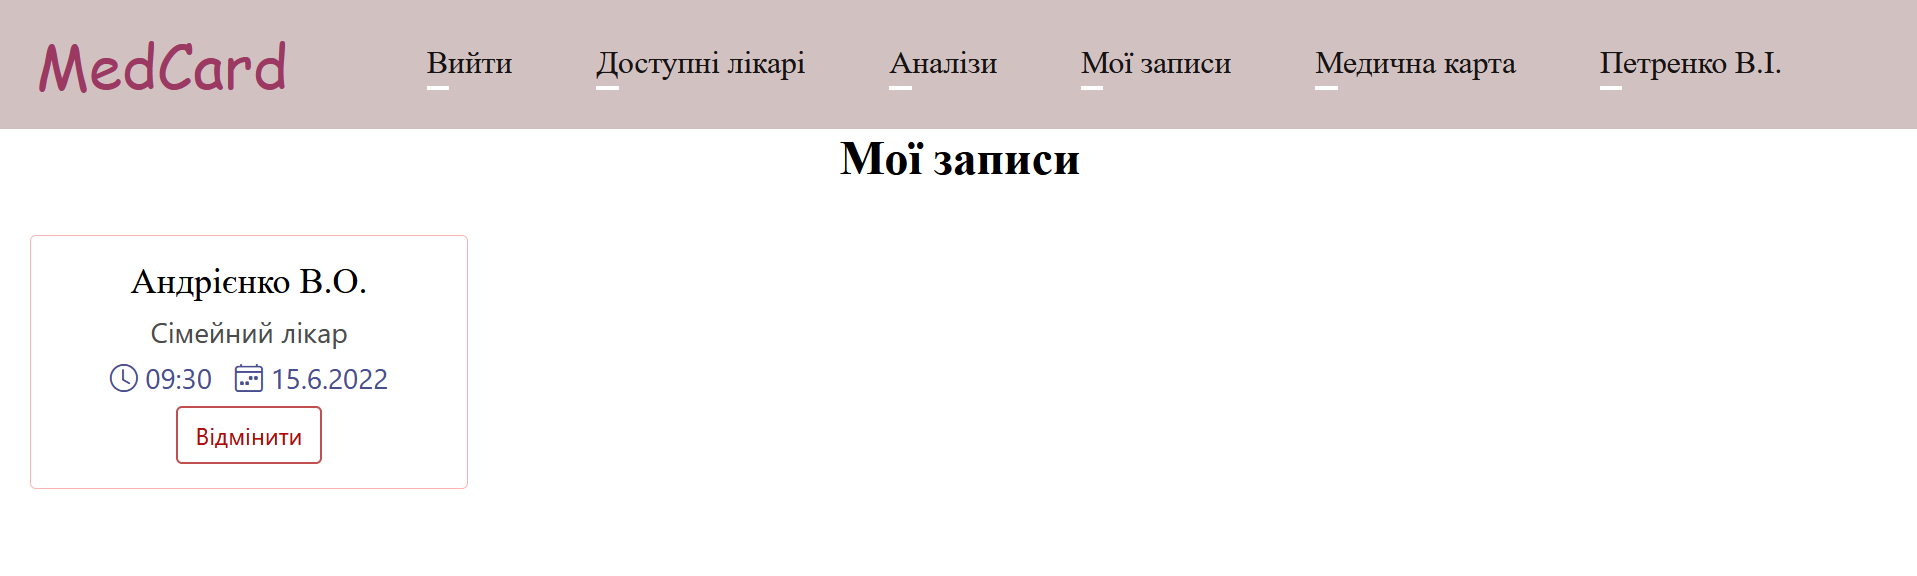 MedCard Вийти Доступні лікарі Аналізи Мої записи Медична карта Петренко В.І.
Мої записи
Андрієнко В.О.
Сімейний лікар
09:30 15.6.2022
Відмінити